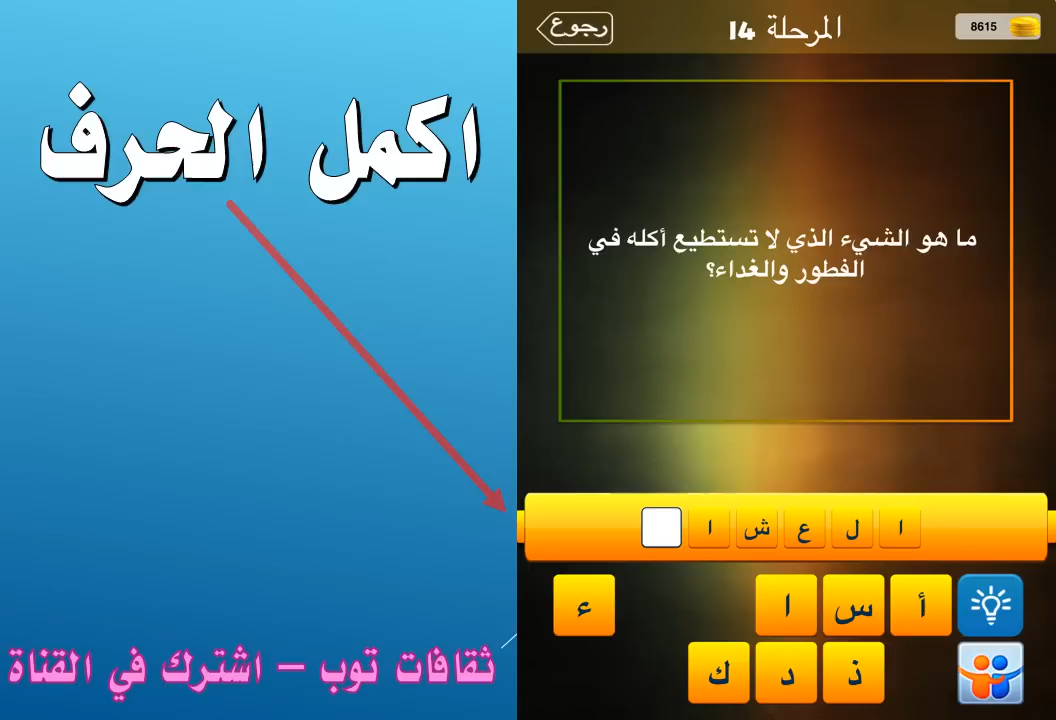 اكمل الحرف
ثقافات توب – اشترك في القناة
رجوع
المرحلة 14
8615
ما هو الشيء الذي لا تستطيع أكله في
الفطور والغداء؟
ا ل ع ش ا
أ س ا ء
ذ د ك